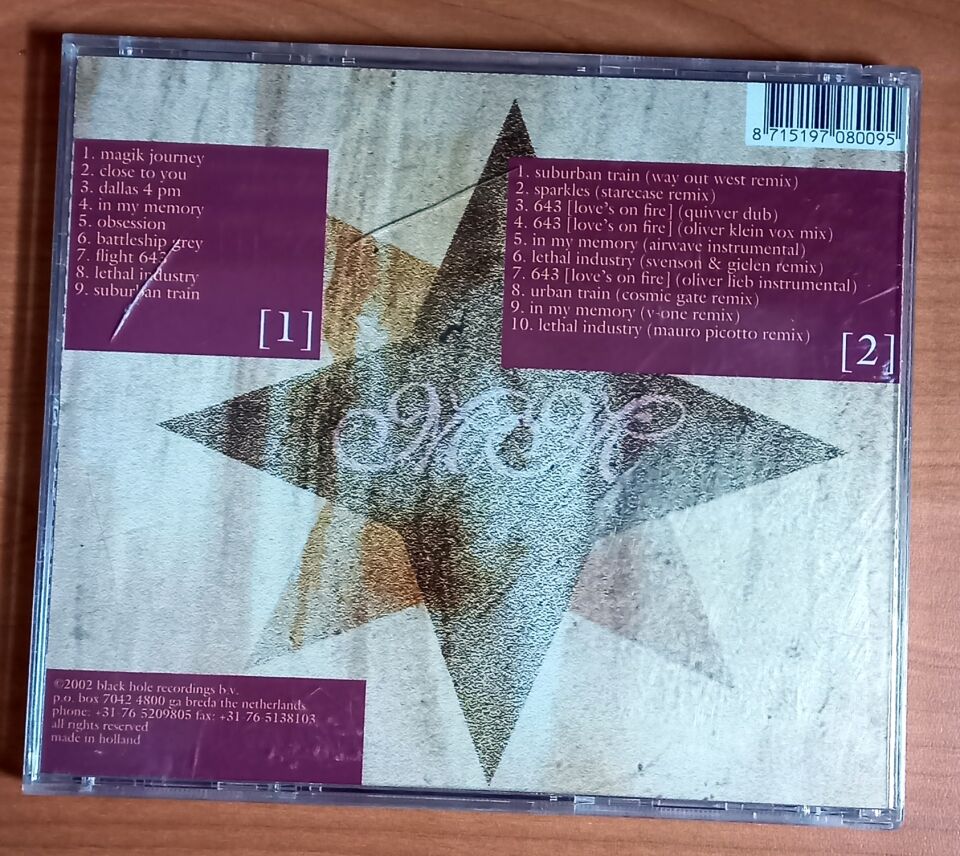 8 715197 080095
1. magik journey
2. close to you
3. dallas 4 pm
4. in my memory
5. obsession
6. battleship grey
7. flight 643
8. lethal industry
9. suburban train
[1]
1. suburban train (way out west remix)
2. sparkles (starecase remix)
3. 643 [love's on fire] (quivver dub)
4. 643 [love's on fire] (oliver klein vox mix)
5. in my memory (airwave instrumental)
6. lethal industry (svenson & gielen remix)
7. 643 [love's on fire] (oliver lieb instrumental)
8. urban train (cosmic gate remix)
9. in my memory (v-one remix)
10. lethal industry (mauro picotto remix)
[2]
©2002 black hole recordings b.v.
p.o. box 7042 4800 ga breda the netherlands
phone: +31 76 5209805 fax: +31 76 5138103
all rights reserved
made in holland